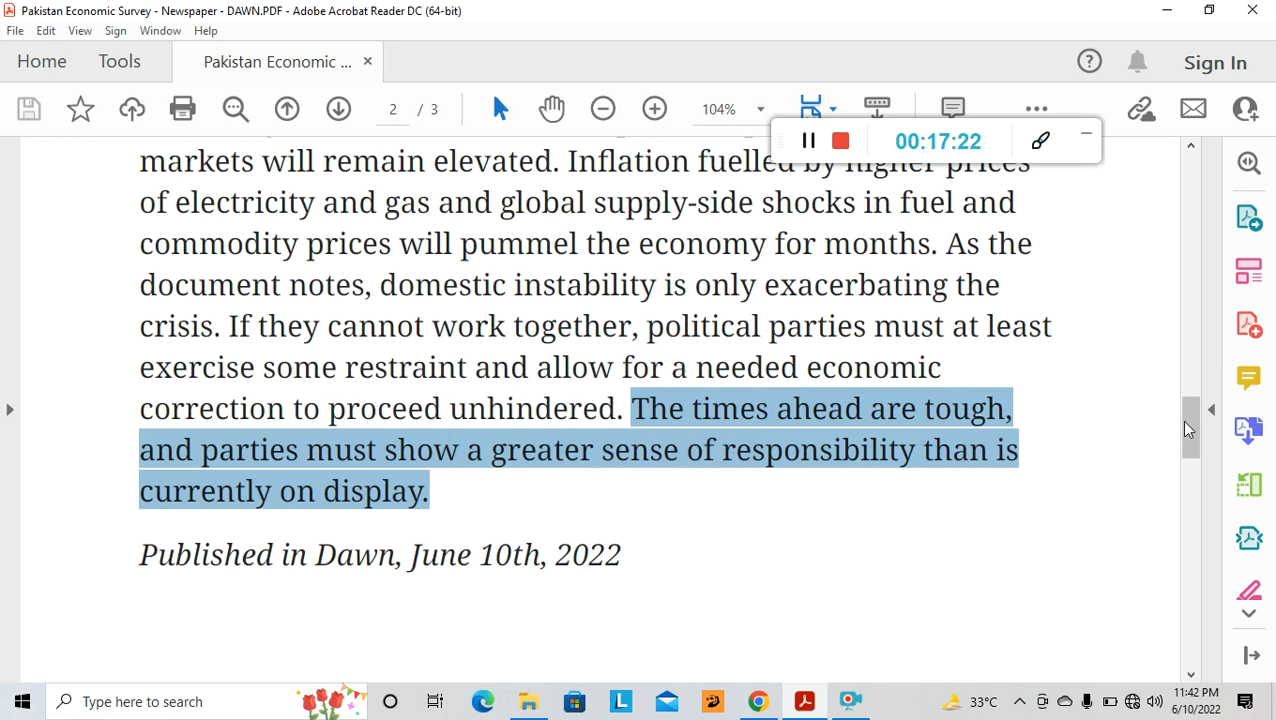 Pakistan Economic Survey - Newspaper - DAWN.PDF - Adobe Acrobat Reader DC (64-bit)
File Edit View Sign Window Help
Home Tools Pakistan Economic ... × Sign In
2 / 3 104%
00:17:22
markets will remain elevated. Inflation fuelled by higher prices
of electricity and gas and global supply-side shocks in fuel and
commodity prices will pummel the economy for months. As the
document notes, domestic instability is only exacerbating the
crisis. If they cannot work together, political parties must at least
exercise some restraint and allow for a needed economic
correction to proceed unhindered. The times ahead are tough,
and parties must show a greater sense of responsibility than is
currently on display.
Published in Dawn, June 10th, 2022
Type here to search
L
33°C
11:42 PM
6/10/2022